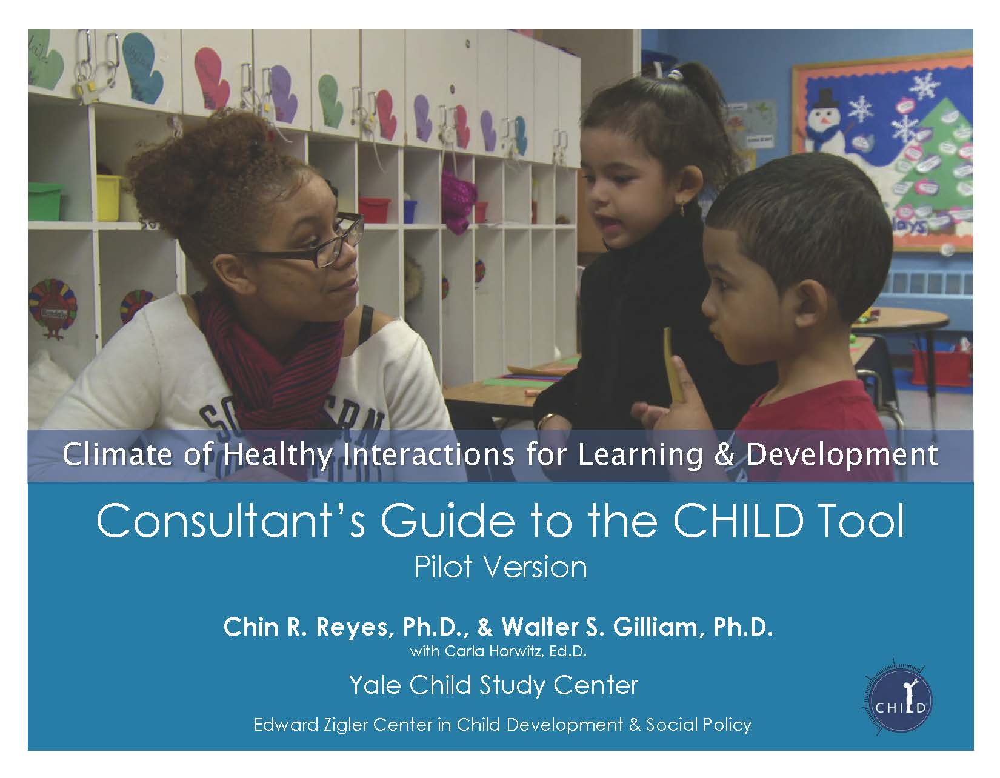 Climate of Healthy Interactions for Learning & Development
Consultant’s Guide to the CHILD Tool
Pilot Version
Chin R. Reyes, Ph.D., & Walter S. Gilliam, Ph.D.
with Carla Horwitz, Ed.D.
Yale Child Study Center
Edward Zigler Center in Child Development & Social Policy
CHILD